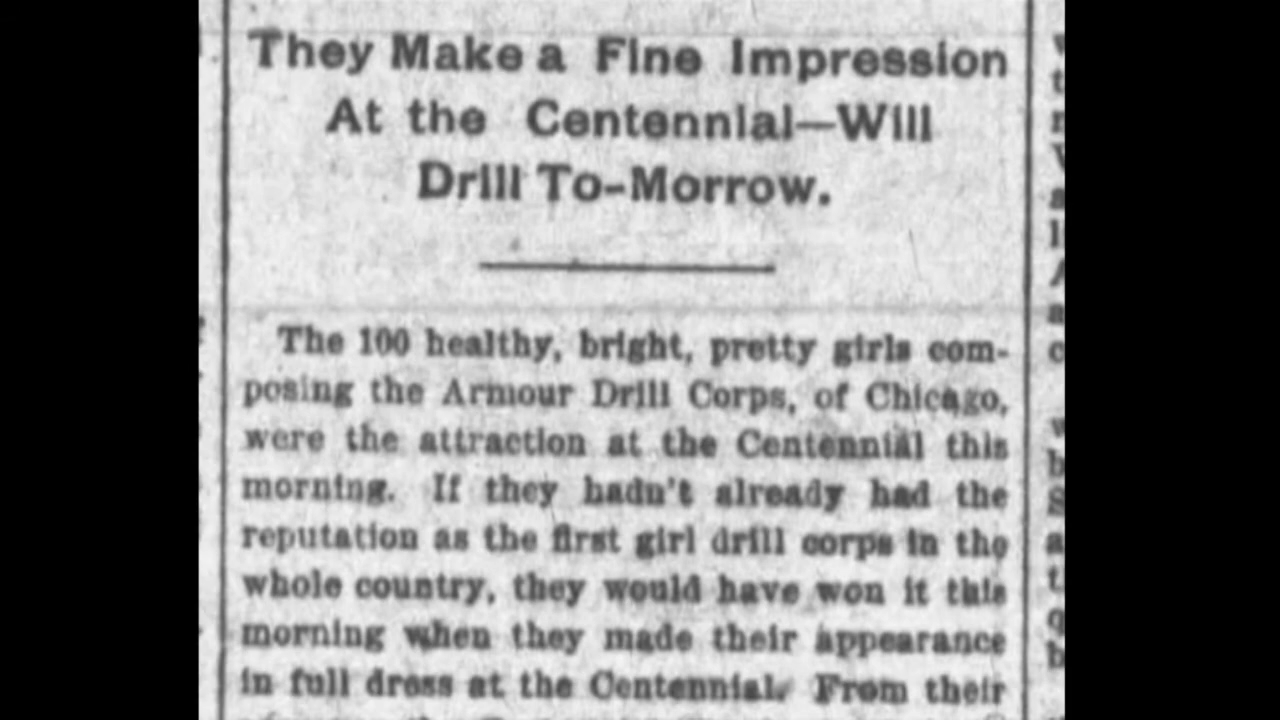 They Make a Fine Impression
At the Centennial—Will
Drill To-Morrow.
The 100 healthy, bright, pretty girls com-
posing the Armour Drill Corps, of Chicago,
were the attraction at the Centennial this
morning. If they hadn't already had the
reputation as the first girl drill corps in the
whole country, they would have won it this
morning when they made their appearance
in full dress at the Centennial. From their